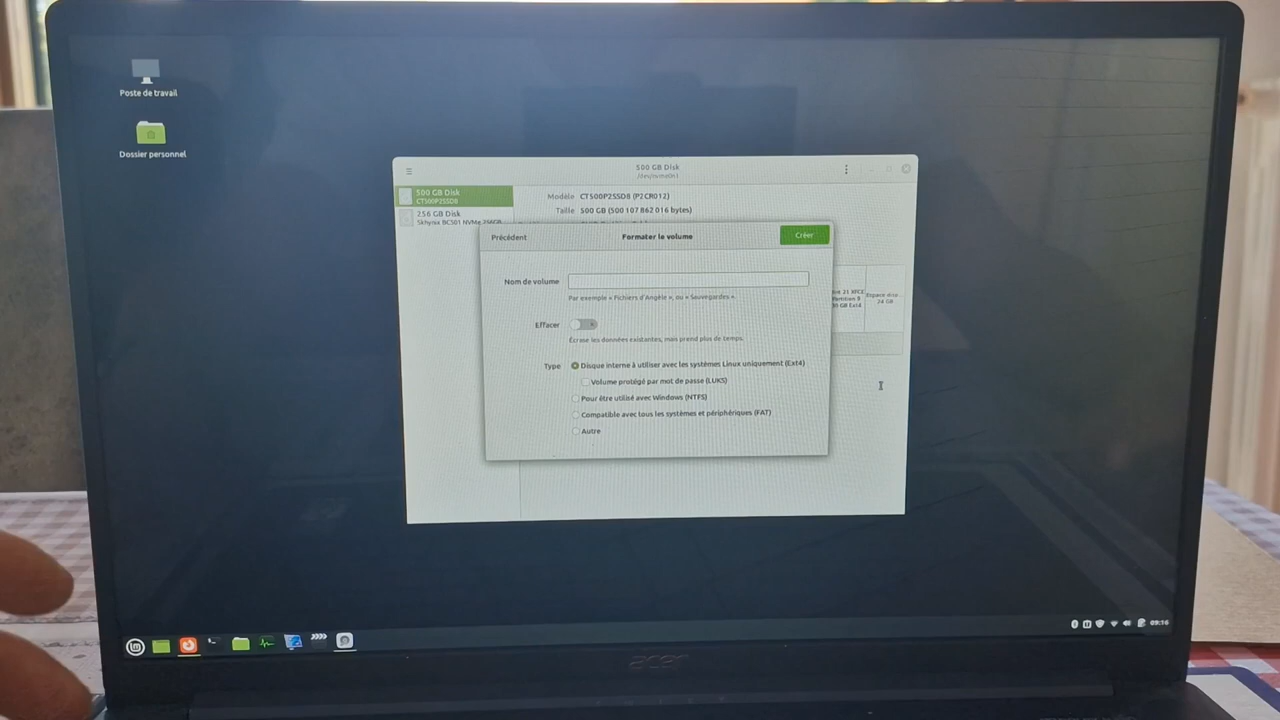 Poste de travail
Dossier personnel
500 GB Disk
500 GB Disk
CT500P2SSD8
256 GB Disk
Modèle CT500P2SSD8 (P2CR012)
Taille 500 GB (500 107 862 016 bytes)
Précédent
Formater le volume
Créer
Nom de volume
Par exemple « Fichiers d'Angèle », ou « Sauvegardes ».
Effacer
Écrase les données existantes, mais prend plus de temps.
Type
Disque interne à utiliser avec les systèmes Linux uniquement (Ext4)
Volume protégé par mot de passe (LUKS)
Pour être utilisé avec Windows (NTFS)
Compatible avec tous les systèmes et périphériques (FAT)
Autre
09:16
acer